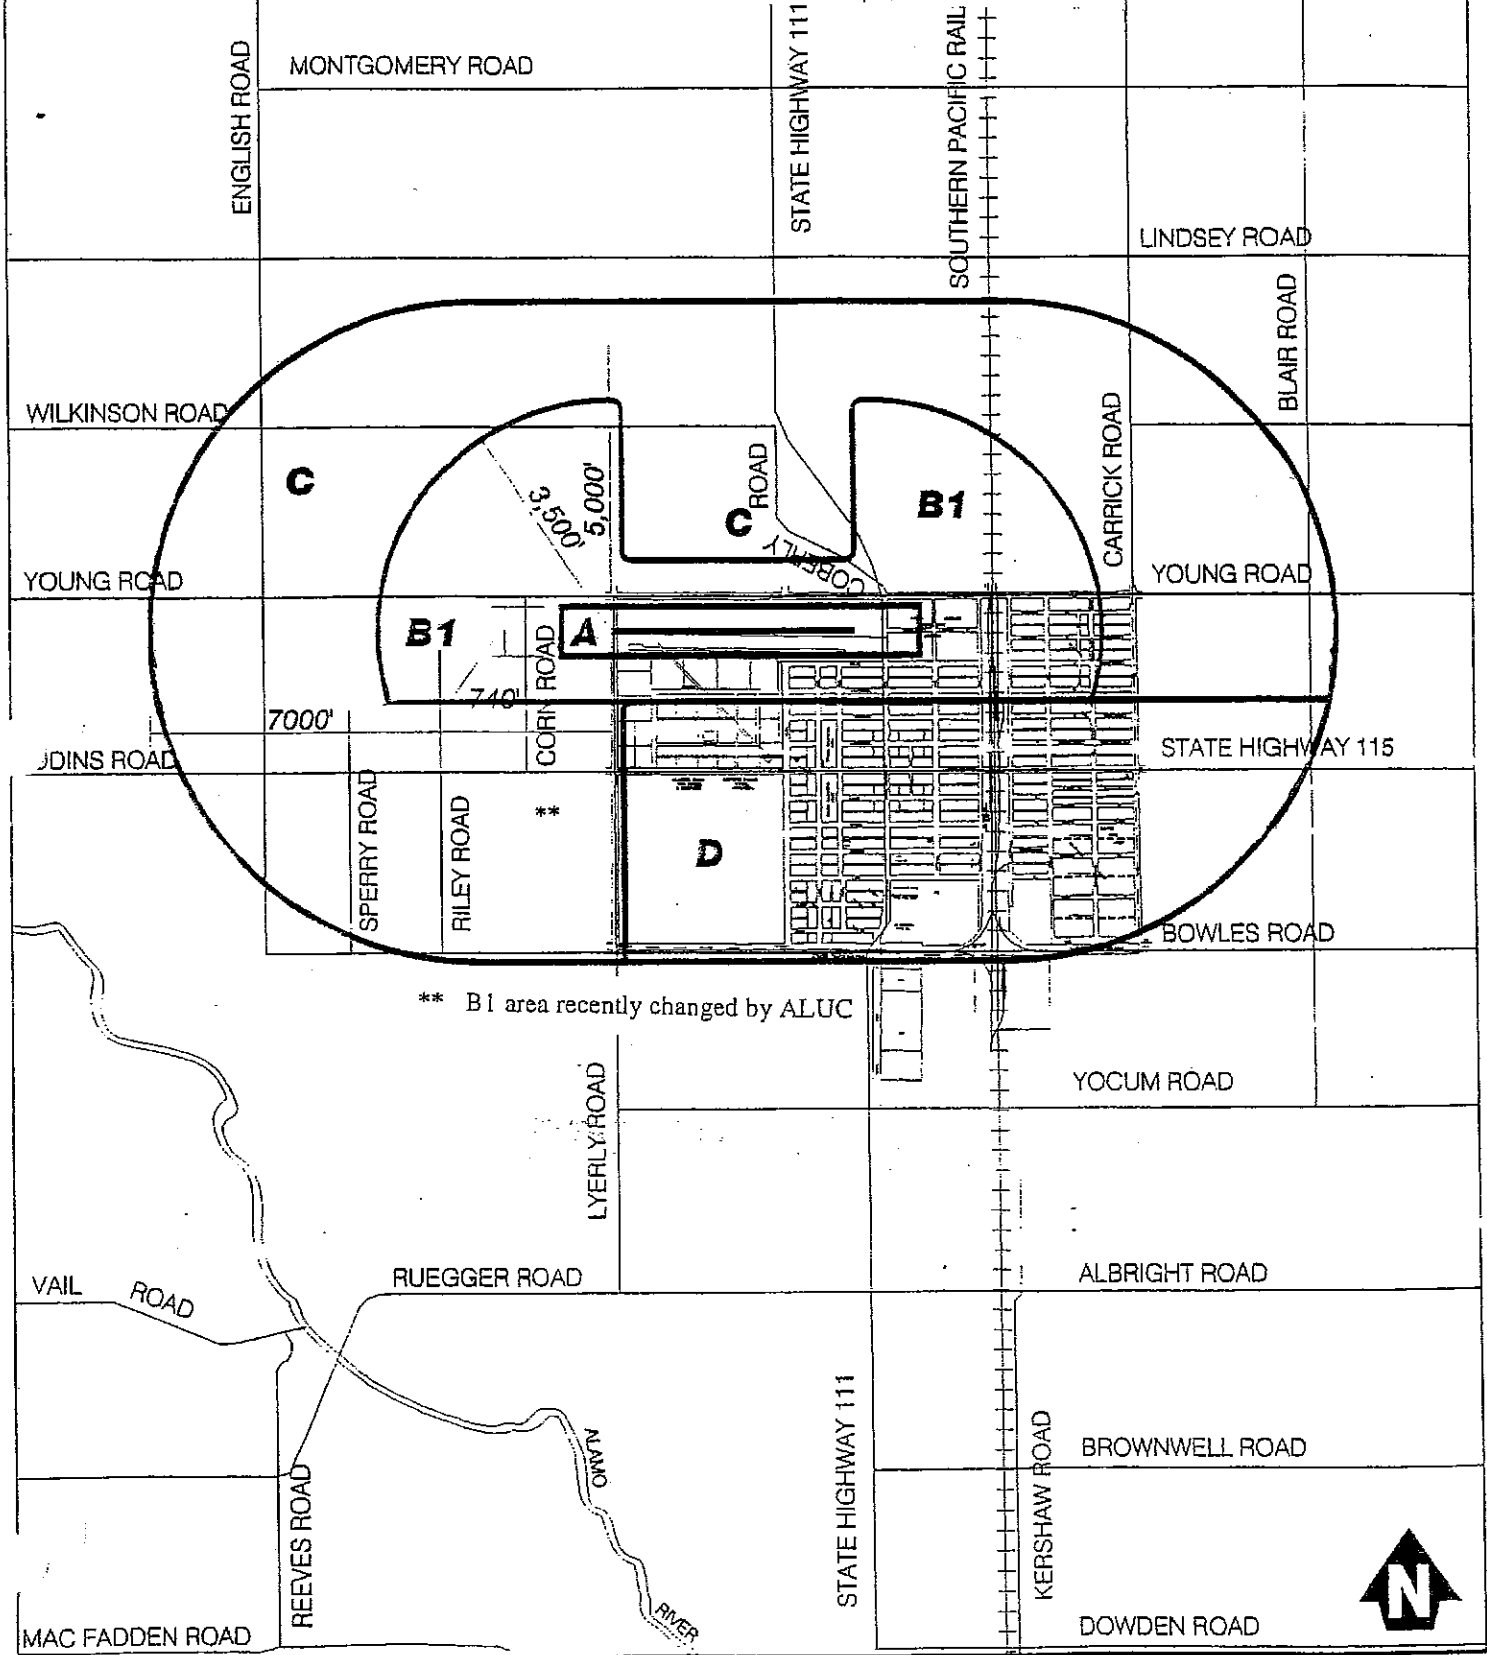 MONTGOMERY ROAD
ENGLISH ROAD
STATE HIGHWAY 111
SOUTHERN PACIFIC RAIL
LINDSEY ROAD
BLAIR ROAD
WILKINSON ROAD
CARRICK ROAD
C
3,500'
5,000'
C
ROAD
COBERLY
B1
YOUNG ROAD
YOUNG ROAD
B1
A
CORN ROAD
740'
7000'
DINS ROAD
STATE HIGHWAY 115
SPERRY ROAD
RILEY ROAD
**
D
BOWLES ROAD
** B1 area recently changed by ALUC
LYERLY ROAD
YOCUM ROAD
VAIL ROAD
RUEGGER ROAD
ALBRIGHT ROAD
ALAMO
RIVER
STATE HIGHWAY 111
KERSHAW ROAD
BROWNWELL ROAD
REEVES ROAD
N
MAC FADDEN ROAD
DOWDEN ROAD